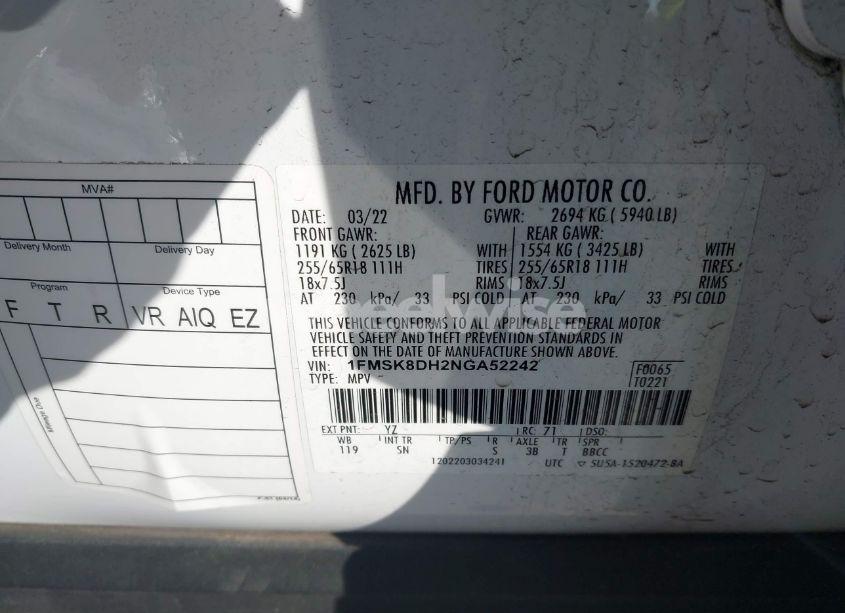 MVA#
Delivery Month Delivery Day
Program Device Type
F T R VR AIQ EZ
Mileage Due
MFD. BY FORD MOTOR CO.
DATE: 03/22 GVWR: 2694 KG ( 5940 LB)
FRONT GAWR: REAR GAWR:
1191 KG ( 2625 LB) WITH 1554 KG ( 3425 LB) WITH
255/65R18 111H TIRES 255/65R18 111H TIRES
18x7.5J RIMS 18x7.5J RIMS
AT 230 kPa/ 33 PSI COLD AT 230 kPa/ 33 PSI COLD
THIS VEHICLE CONFORMS TO ALL APPLICABLE FEDERAL MOTOR
VEHICLE SAFETY AND THEFT PREVENTION STANDARDS IN
EFFECT ON THE DATE OF MANUFACTURE SHOWN ABOVE.
VIN: 1FMSK8DH2NGA52242
TYPE: MPV
F0065
T0221
EXT PNT: YZ RC: 71 DSO:
WB INT TR TP/PS R AXLE TR SPR
119 SN S 3B T BBCC
1202203034241 UTC ▽ SU5A-1520472-BA